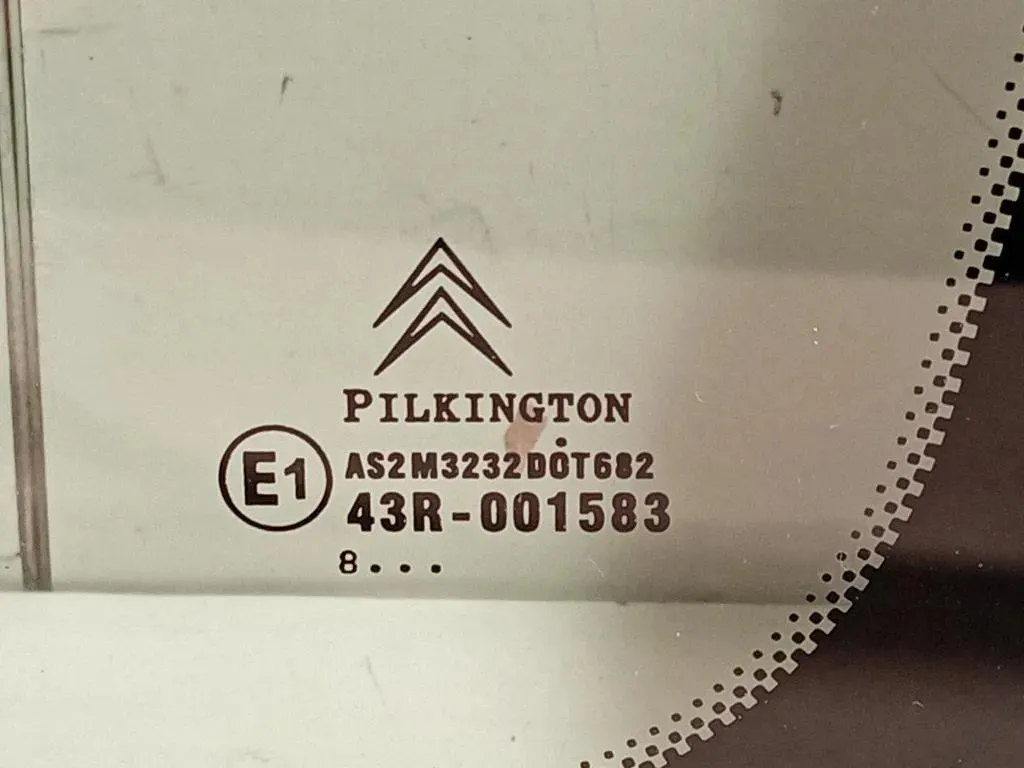 PILKINGTON
E1
AS2M3232DOT682
43R-001583
8...